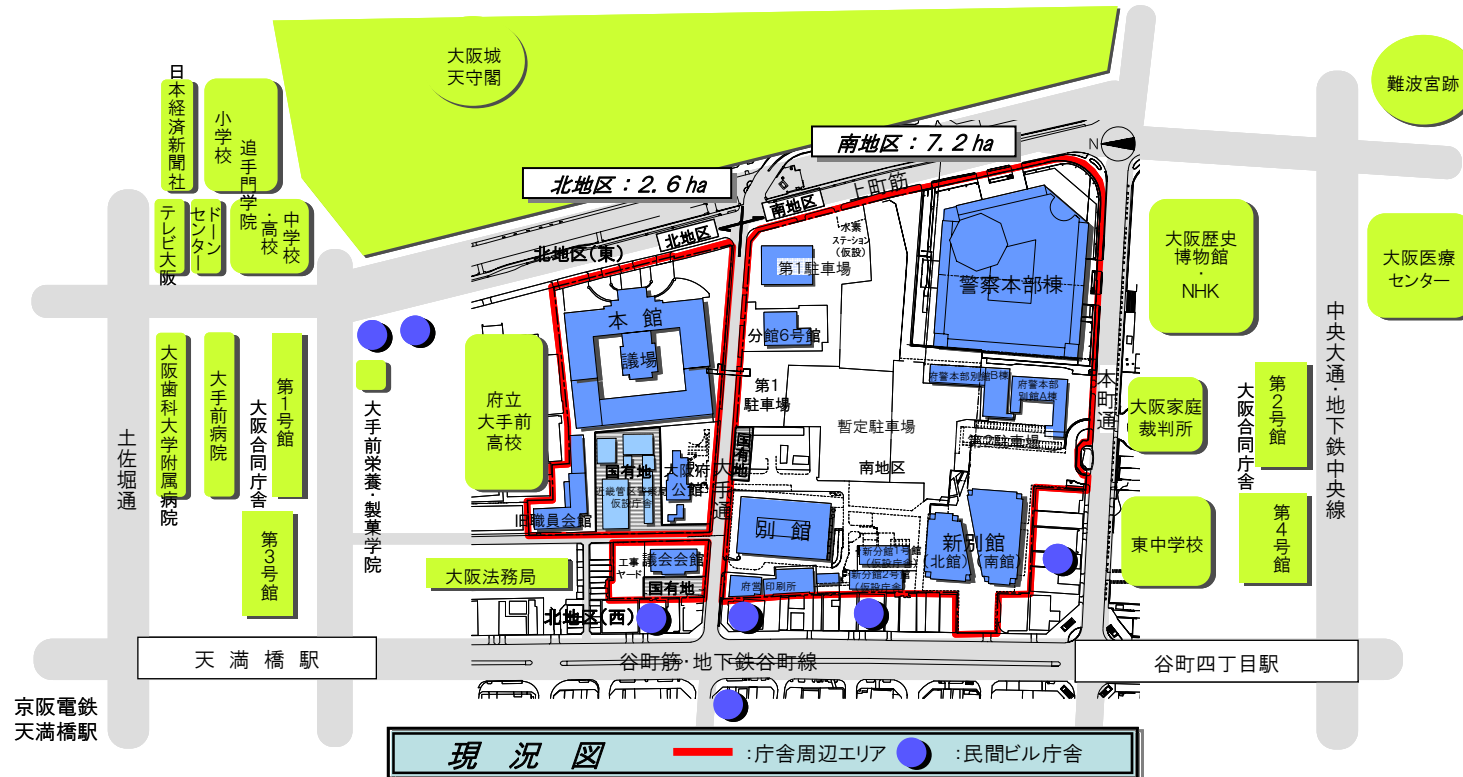 大阪城
天守閣
難波宮跡
日本経済新聞社
小学校
追手門学院
中学校
・高校
テレビ大阪
ドーン
センター
南地区：7.2 ha
北地区：2.6 ha
N
上町筋
南地区
北地区
北地区(東)
水素
ステーション
(仮設)
第1駐車場
警察本部棟
大阪歴史
博物館
・
NHK
大阪医療
センター
本館
議場
分館6号館
第1
駐車場
府警本部別館B棟
府警本部
別館A棟
暫定駐車場
第2駐車場
南地区
本町通
中央大通・地下鉄中央線
大阪歯科大学附属病院
大手前病院
第1号館
大阪合同庁舎
第3号館
大手前栄養・製菓学院
府立
大手前
高校
土佐堀通
国有地
近畿管区警察局
仮設庁舎
大阪府
公館
大手通
国有地
旧職員会館
大阪家庭
裁判所
大阪合同庁舎
第2号館
第4号館
東中学校
別館
新別館
(北館)
(南館)
新分館1号館
(仮設庁舎)
新分館2号館
(仮設庁舎)
府営印刷所
工事
ヤード
議会会館
国有地
大阪法務局
北地区(西)
天満橋駅
谷町筋・地下鉄谷町線
谷町四丁目駅
京阪電鉄
天満橋駅
現況図
:庁舎周辺エリア
:民間ビル庁舎